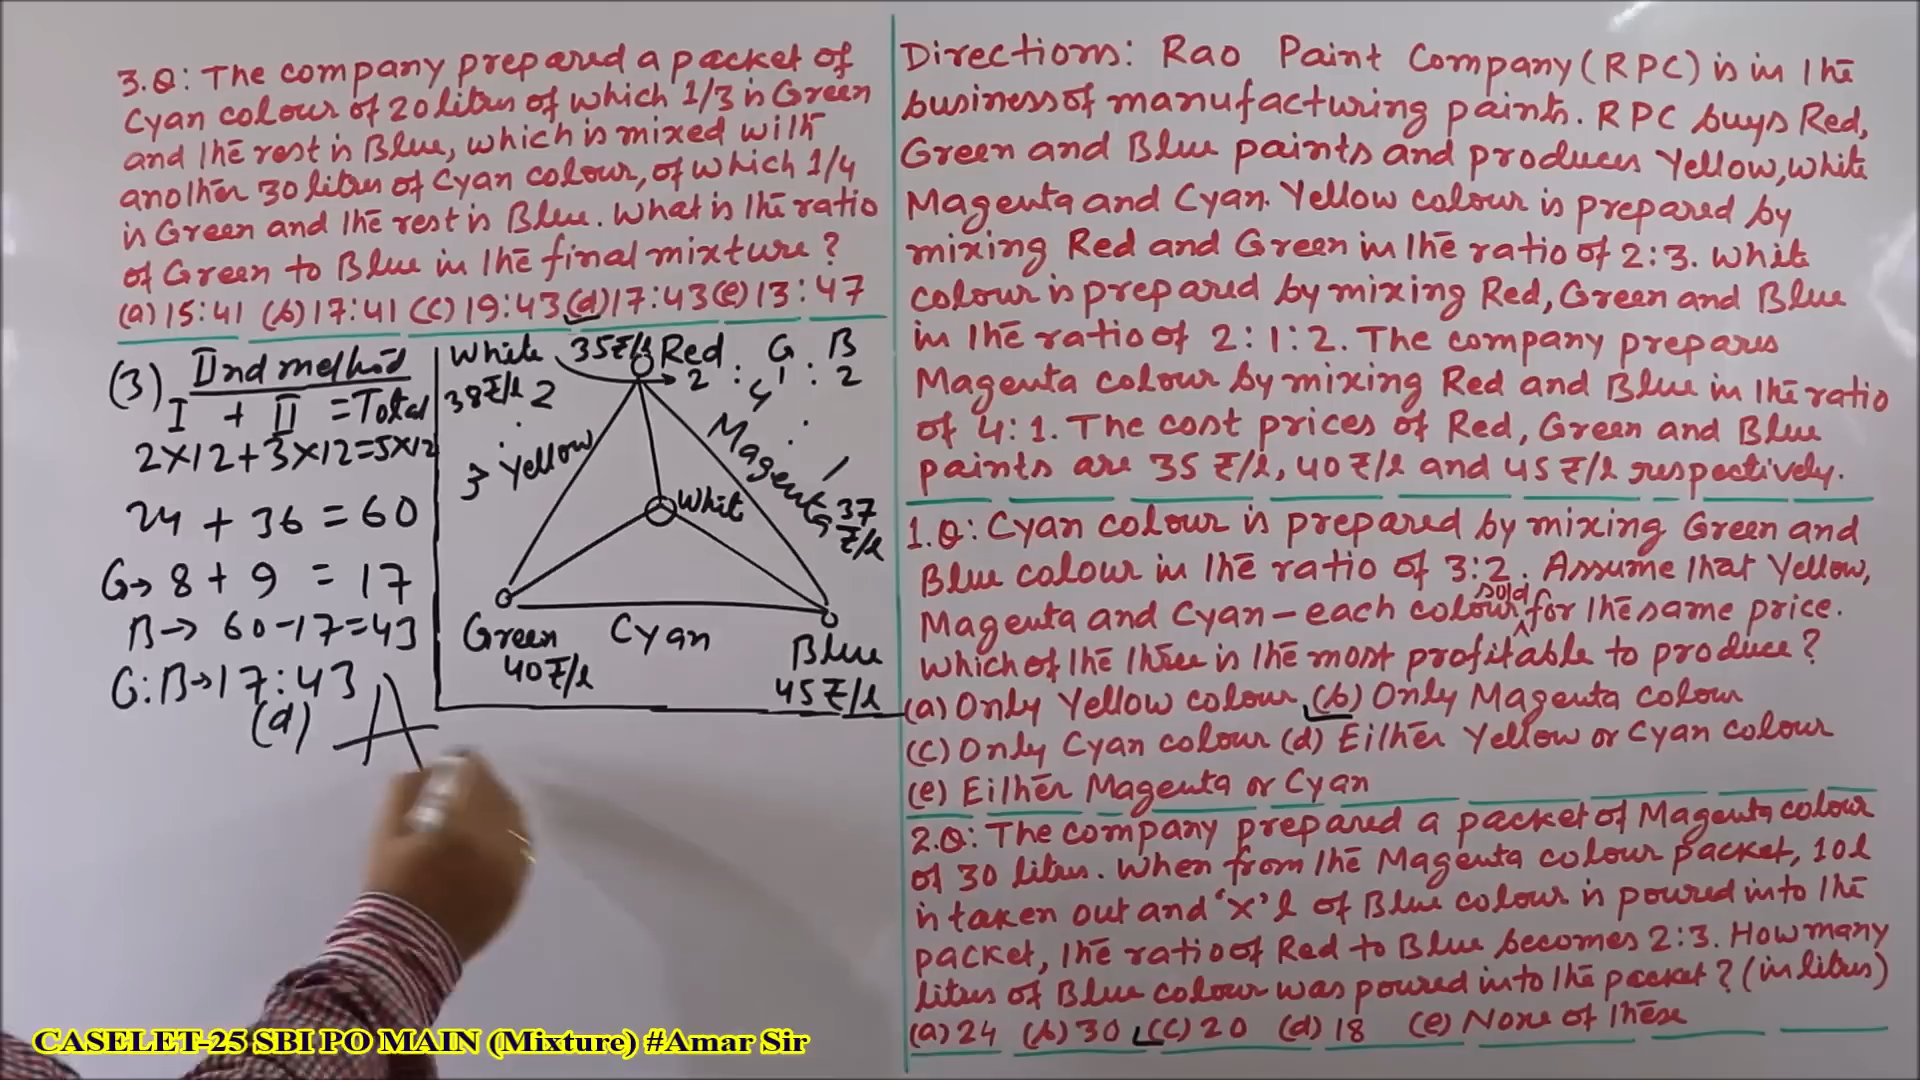 3.Q: The company prepared a packet of
Cyan colour of 20 litres of which 1/3 is Green
and the rest is Blue, which is mixed with
another 30 litres of Cyan colour, of which 1/4
is Green and the rest is Blue. What is the ratio
of Green to Blue in the final mixture?
(a) 15:41 (b) 17:41 (c) 19:43 (d) 17:43 (e) 13:47
(3) IInd method
I + II = Total
2×12+3×12=5×12
24 + 36 = 60
G→ 8 + 9 = 17
B→ 60-17=43
G:B→17:43
(d)
White
38₹/l
35₹/l Red : G : B
2 : 1 : 2
2 : 3 Yellow
4 : 1
Magenta 37 ₹/l
White
Green
40₹/l
Cyan
Blue
45₹/l
Directions: Rao Paint Company (RPC) is in the
business of manufacturing paints. RPC buys Red,
Green and Blue paints and produces Yellow, White
Magenta and Cyan. Yellow colour is prepared by
mixing Red and Green in the ratio of 2:3. White
colour is prepared by mixing Red, Green and Blue
in the ratio of 2:1:2. The company prepares
Magenta colour by mixing Red and Blue in the ratio
of 4:1. The cost prices of Red, Green and Blue
paints are 35 ₹/l, 40 ₹/l and 45 ₹/l respectively.
1.Q: Cyan colour is prepared by mixing Green and
Blue colour in the ratio of 3:2. Assume that Yellow,
Magenta and Cyan - each colour sold for the same price.
Which of the three is the most profitable to produce?
(a) Only Yellow colour (b) Only Magenta colour
(c) Only Cyan colour (d) Either Yellow or Cyan colour
(e) Either Magenta or Cyan
2.Q: The company prepared a packet of Magenta colour
of 30 litres. When from the Magenta colour packet, 10l
is taken out and 'x' l of Blue colour is poured into the
packet, the ratio of Red to Blue becomes 2:3. How many
litres of Blue colour was poured into the packet? (in litres)
(a) 24 (b) 30 (c) 20 (d) 18 (e) None of these
CASELET-25 SBI PO MAIN (Mixture) #Amar Sir